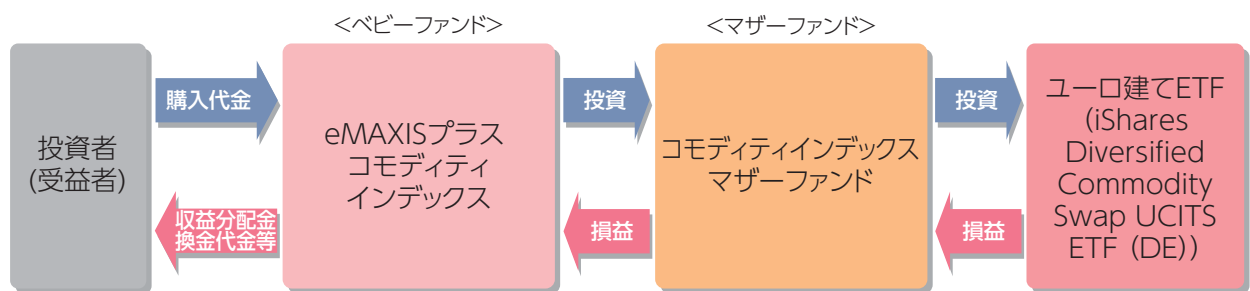 <ベビーファンド>
<マザーファンド>
投資者
(受益者)
購入代金
収益分配金
換金代金等
eMAXISプラス
コモディティ
インデックス
投資
損益
コモディティインデックス
マザーファンド
投資
損益
ユーロ建てETF
(iShares
Diversified
Commodity
Swap UCITS
ETF (DE))